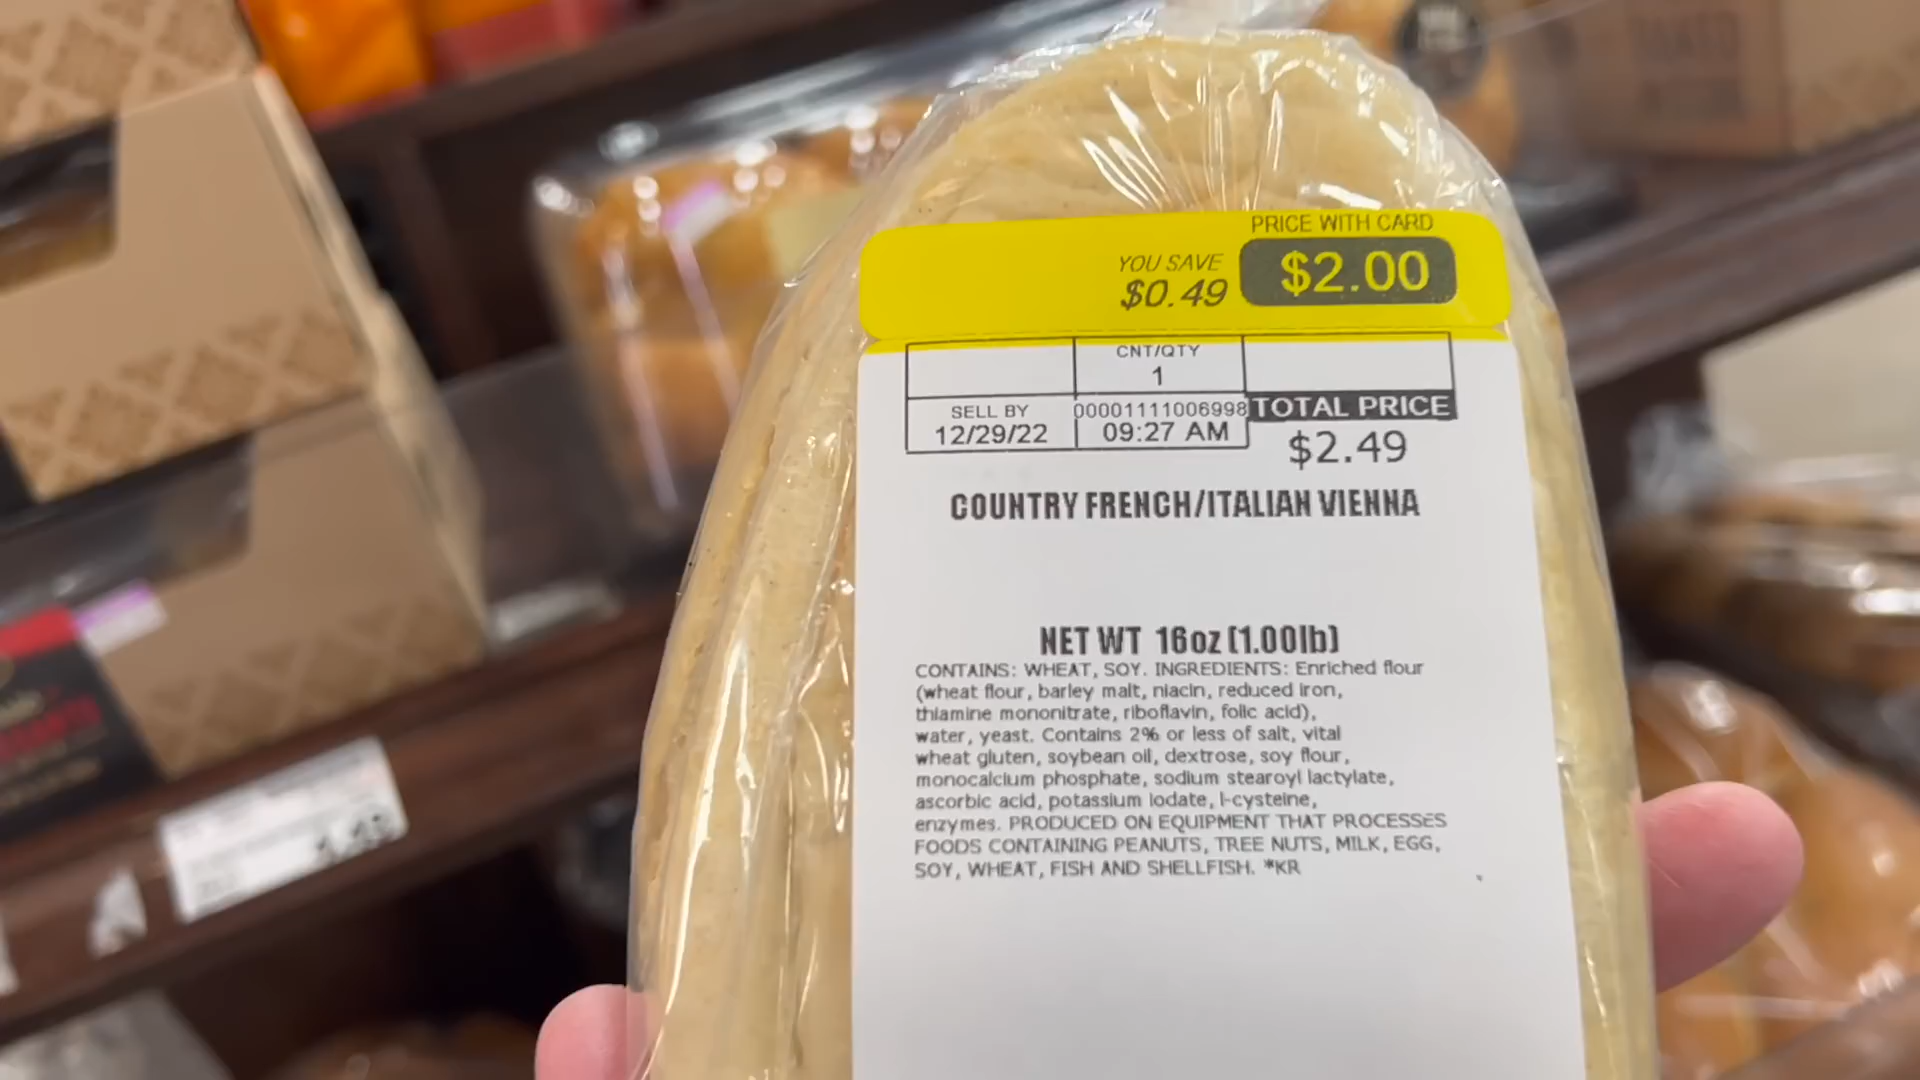 PRICE WITH CARD
YOU SAVE
$0.49
$2.00
CNT/QTY
1
SELL BY
12/29/22
00001111006998
09:27 AM
TOTAL PRICE
$2.49
COUNTRY FRENCH/ITALIAN VIENNA
NET WT 16oz (1.00lb)
CONTAINS: WHEAT, SOY. INGREDIENTS: Enriched flour
(wheat flour, barley malt, niacin, reduced iron,
thiamine mononitrate, riboflavin, folic acid),
water, yeast. Contains 2% or less of salt, vital
wheat gluten, soybean oil, dextrose, soy flour,
monocalcium phosphate, sodium stearoyl lactylate,
ascorbic acid, potassium iodate, l-cysteine,
enzymes. PRODUCED ON EQUIPMENT THAT PROCESSES
FOODS CONTAINING PEANUTS, TREE NUTS, MILK, EGG,
SOY, WHEAT, FISH AND SHELLFISH. *KR